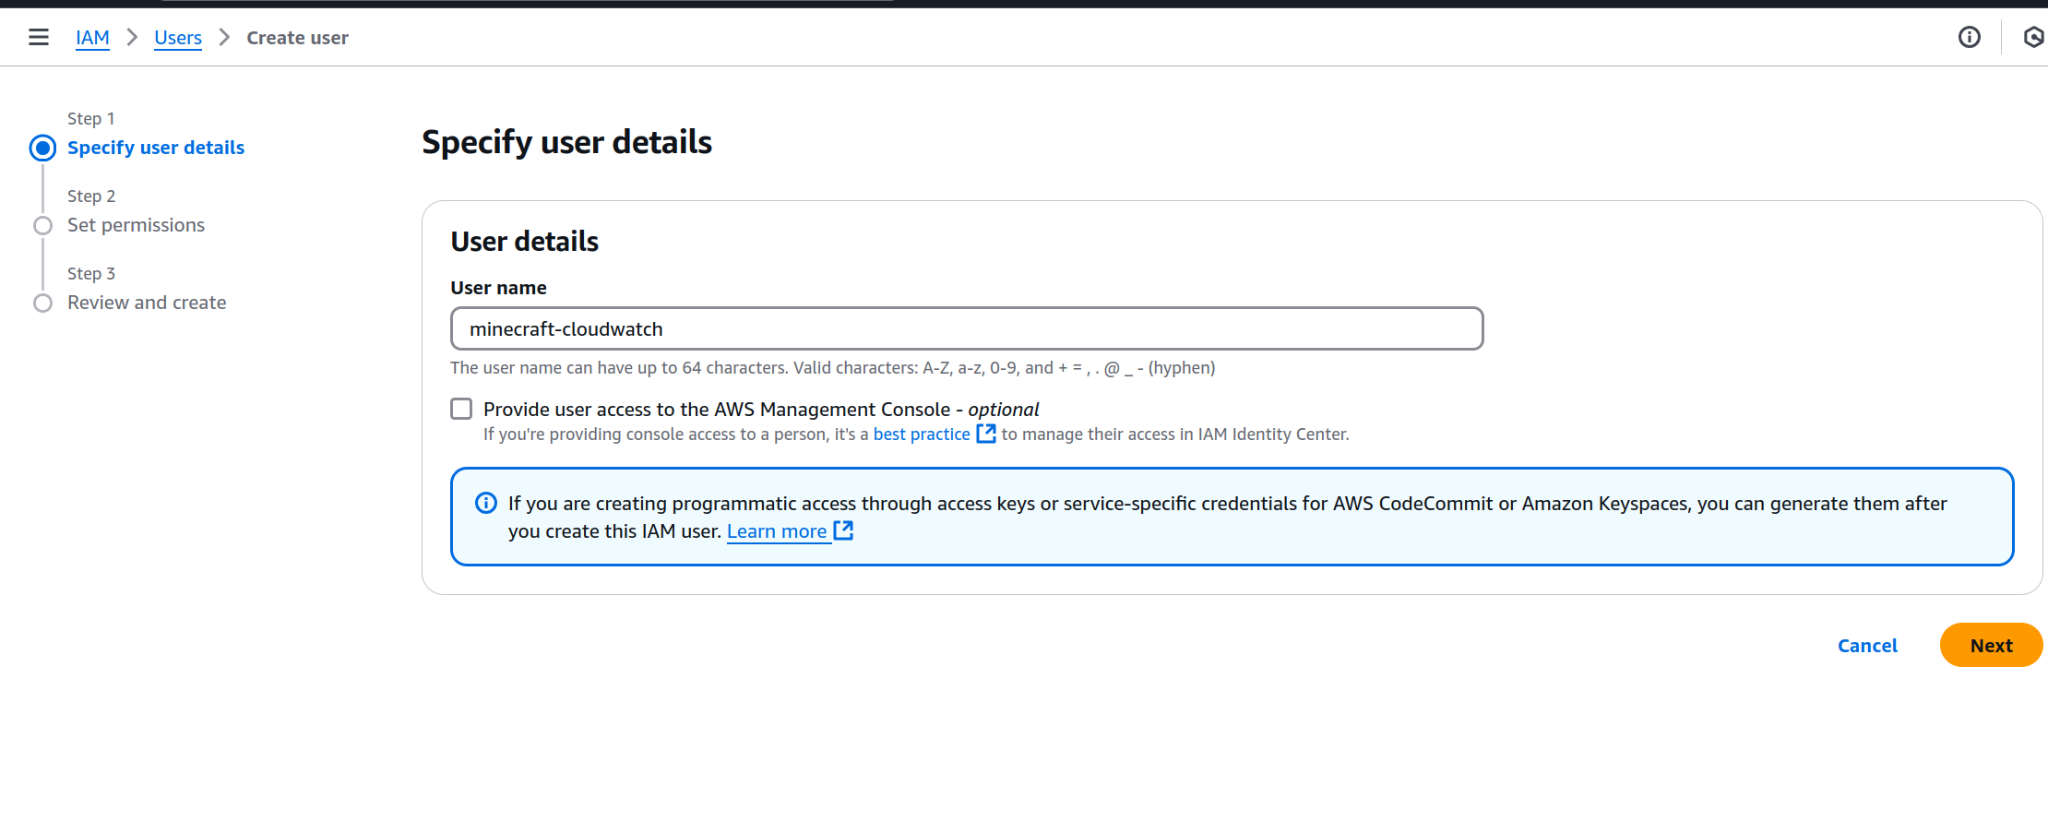 IAM > Users > Create user
Step 1
Specify user details
Step 2
Set permissions
Step 3
Review and create
Specify user details
User details
User name
minecraft-cloudwatch
The user name can have up to 64 characters. Valid characters: A-Z, a-z, 0-9, and + = , . @ _ - (hyphen)
Provide user access to the AWS Management Console - optional
If you're providing console access to a person, it's a best practice to manage their access in IAM Identity Center.
If you are creating programmatic access through access keys or service-specific credentials for AWS CodeCommit or Amazon Keyspaces, you can generate them after
you create this IAM user. Learn more
Cancel
Next